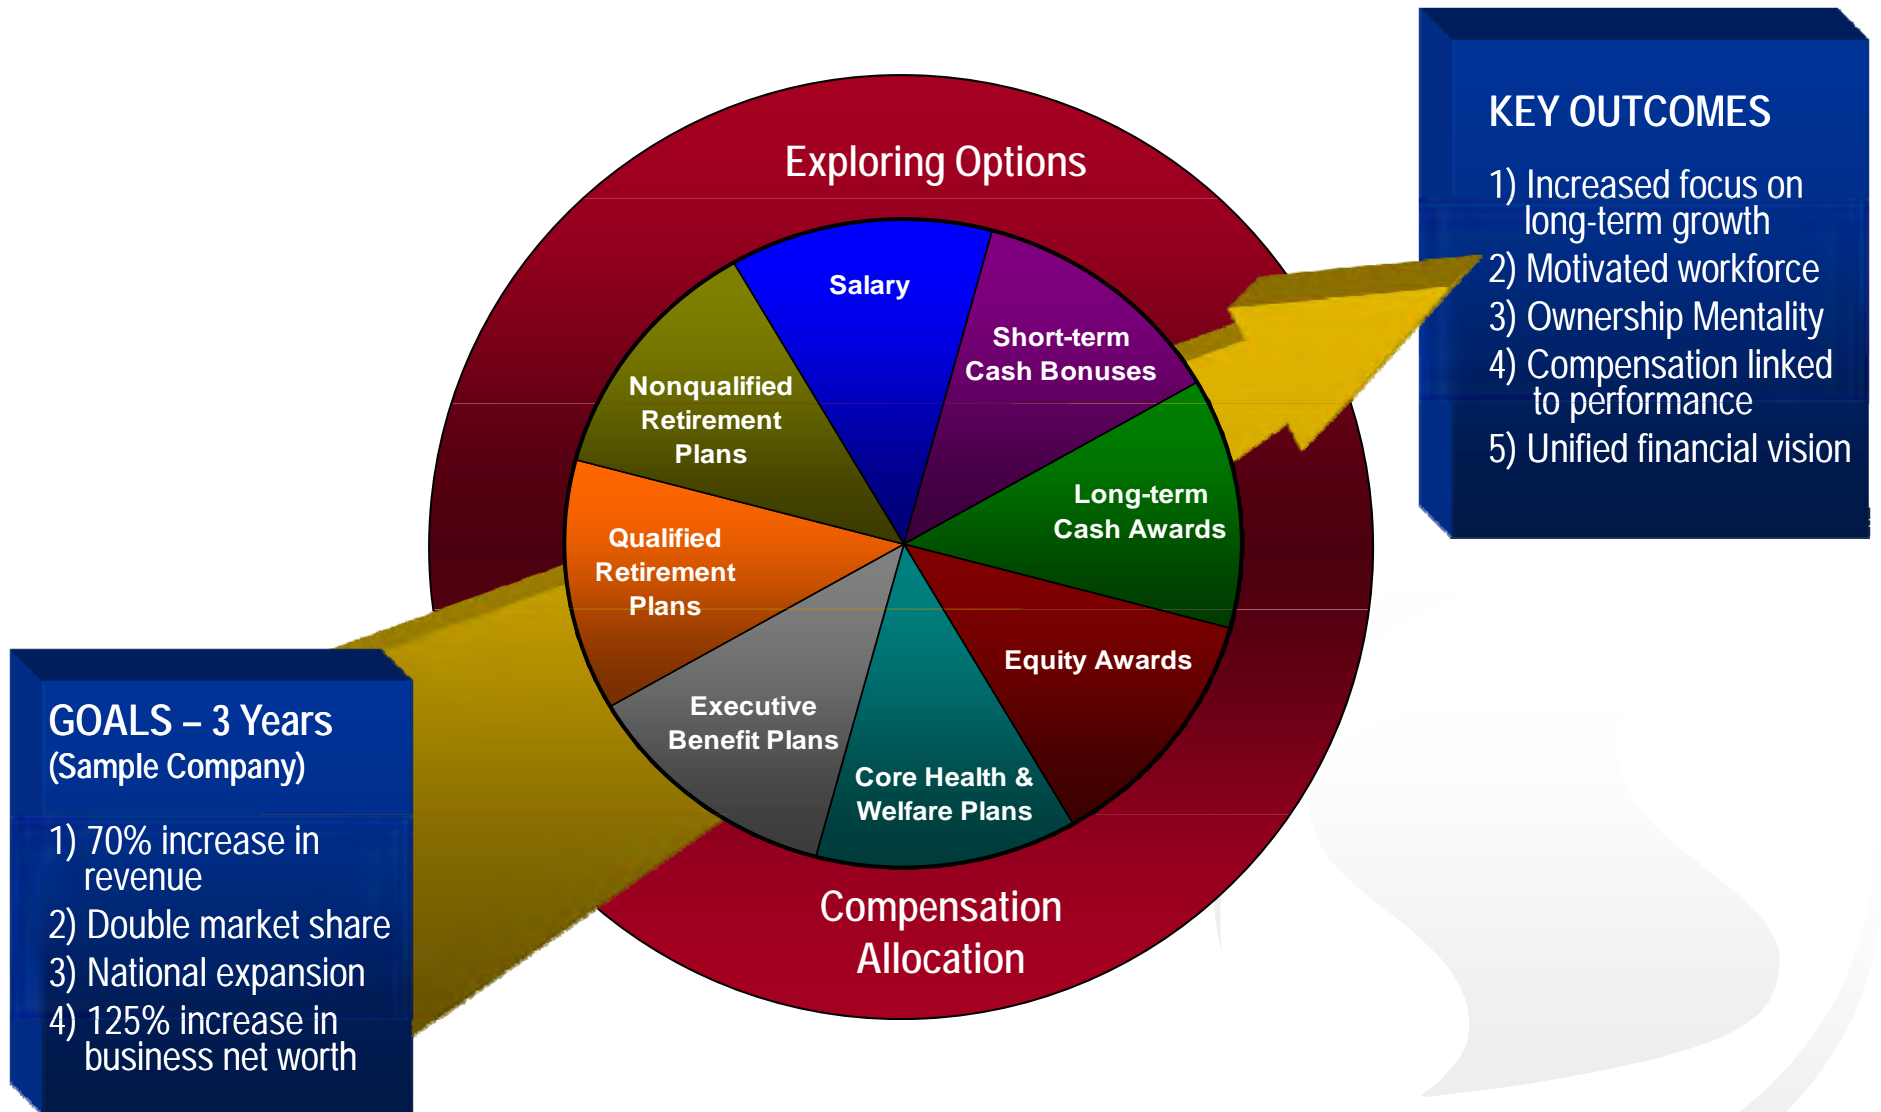 Exploring Options
Salary
Short-term
Cash Bonuses
Long-term
Cash Awards
Equity Awards
Core Health &
Welfare Plans
Executive
Benefit Plans
Qualified
Retirement
Plans
Nonqualified
Retirement
Plans
Compensation
Allocation
GOALS – 3 Years
(Sample Company)
1) 70% increase in
revenue
2) Double market share
3) National expansion
4) 125% increase in
business net worth
KEY OUTCOMES
1) Increased focus on
long-term growth
2) Motivated workforce
3) Ownership Mentality
4) Compensation linked
to performance
5) Unified financial vision